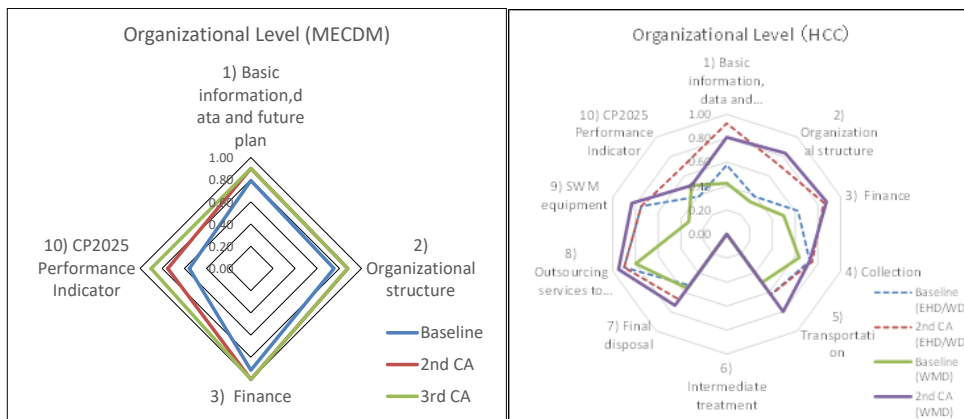 Organizational Level (MECDM)
1) Basic
information,d
ata and future
plan
1.00
0.80
0.60
0.40
0.20
0.00
10) CP2025
Performance
Indicator
2)
Organizational
structure
3) Finance
Baseline
2nd CA
3rd CA
Organizational Level (HCC)
1) Basic
information,
data and...
1.00
0.80
0.60
0.40
0.20
0.00
10) CP2025
Performance
Indicator
2)
Organization
al structure
9) SWM
equipment
3) Finance
8)
Outsourcing
services to...
4) Collection
7) Final
disposal
5)
Transportati
on
6)
Intermediate
treatment
Baseline
(EHD/WD
2nd CA
(EHD/WD
Baseline
(WMD)
2nd CA
(WMD)